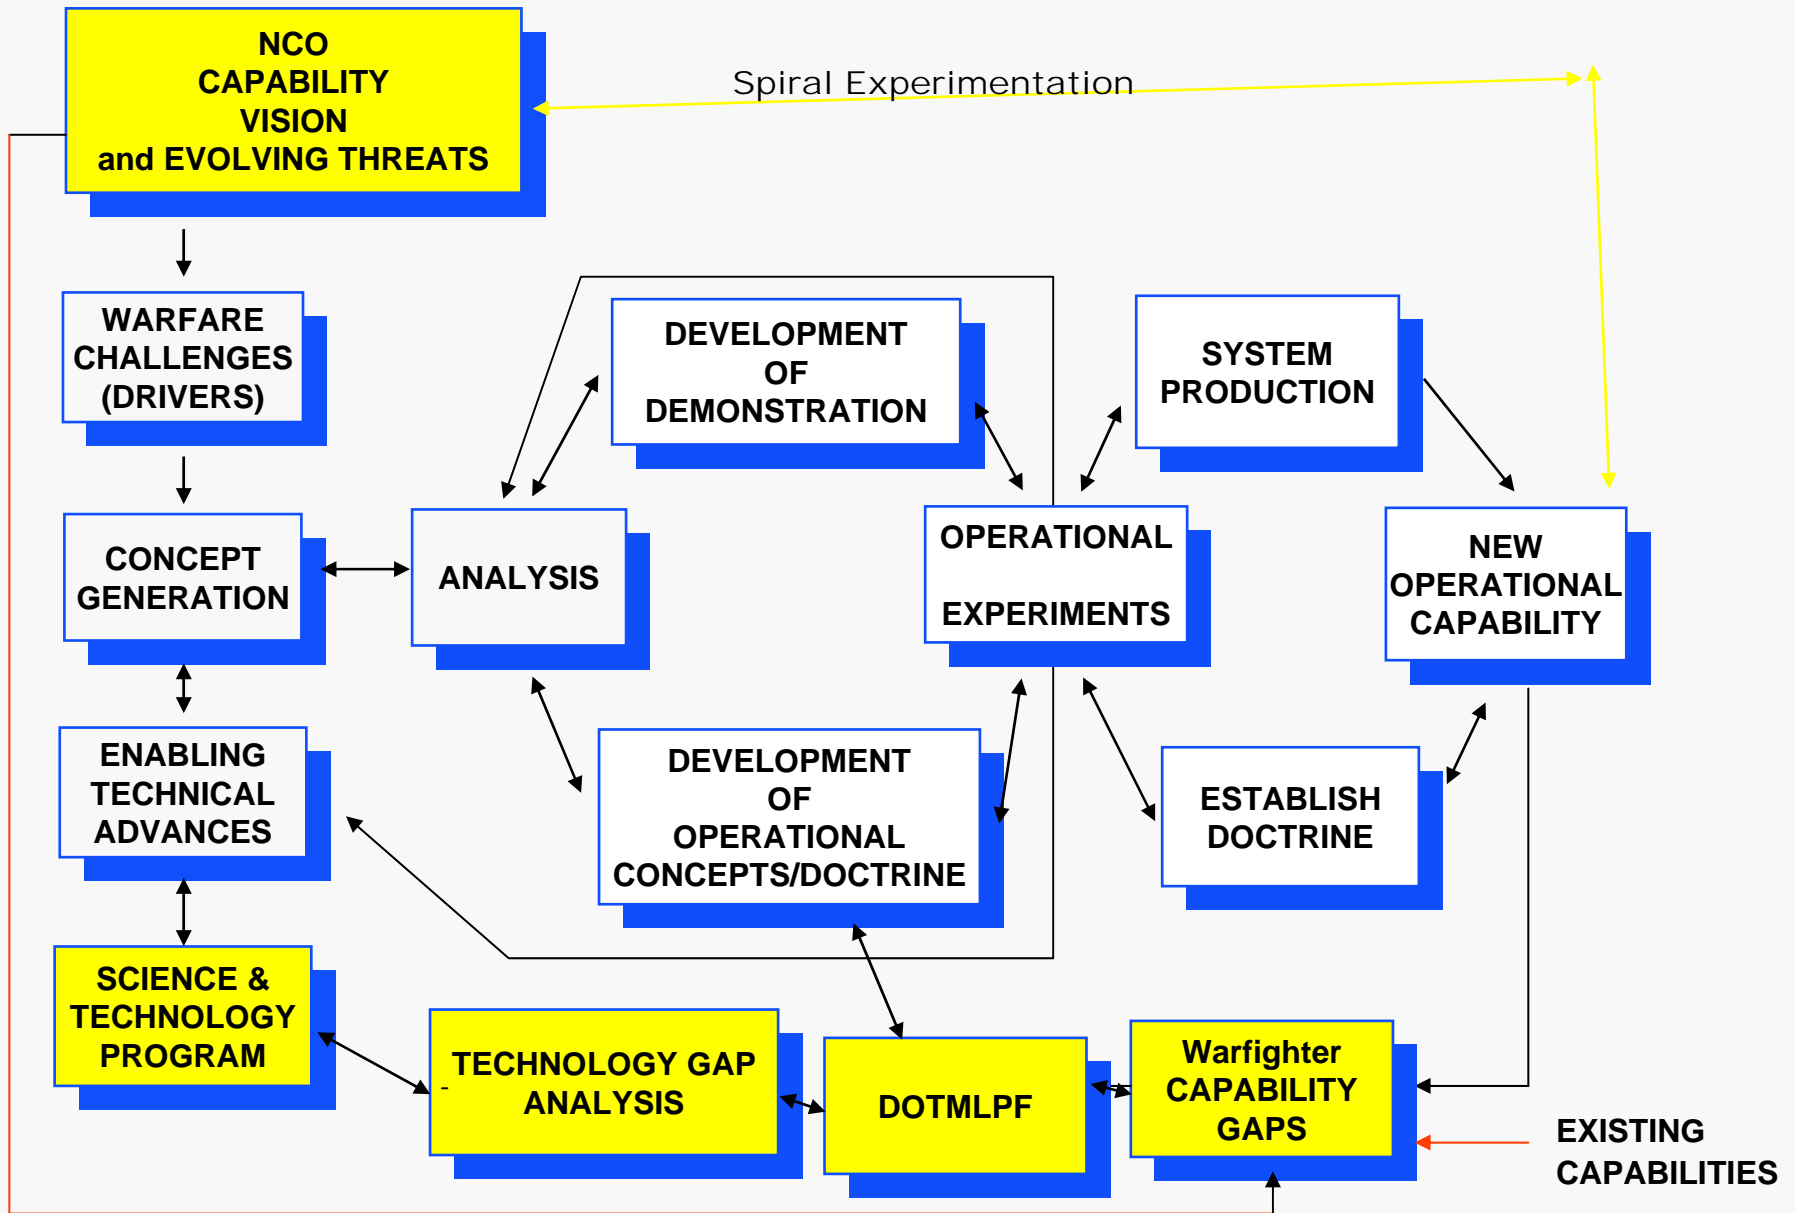 NCO
CAPABILITY
VISION
and EVOLVING THREATS
Spiral Experimentation
WARFARE
CHALLENGES
(DRIVERS)
DEVELOPMENT
OF
DEMONSTRATION
SYSTEM
PRODUCTION
CONCEPT
GENERATION
ANALYSIS
OPERATIONAL
EXPERIMENTS
NEW
OPERATIONAL
CAPABILITY
ENABLING
TECHNICAL
ADVANCES
DEVELOPMENT
OF
OPERATIONAL
CONCEPTS/DOCTRINE
ESTABLISH
DOCTRINE
SCIENCE &
TECHNOLOGY
PROGRAM
TECHNOLOGY GAP
- ANALYSIS
DOTMLPF
Warfighter
CAPABILITY
GAPS
EXISTING
CAPABILITIES